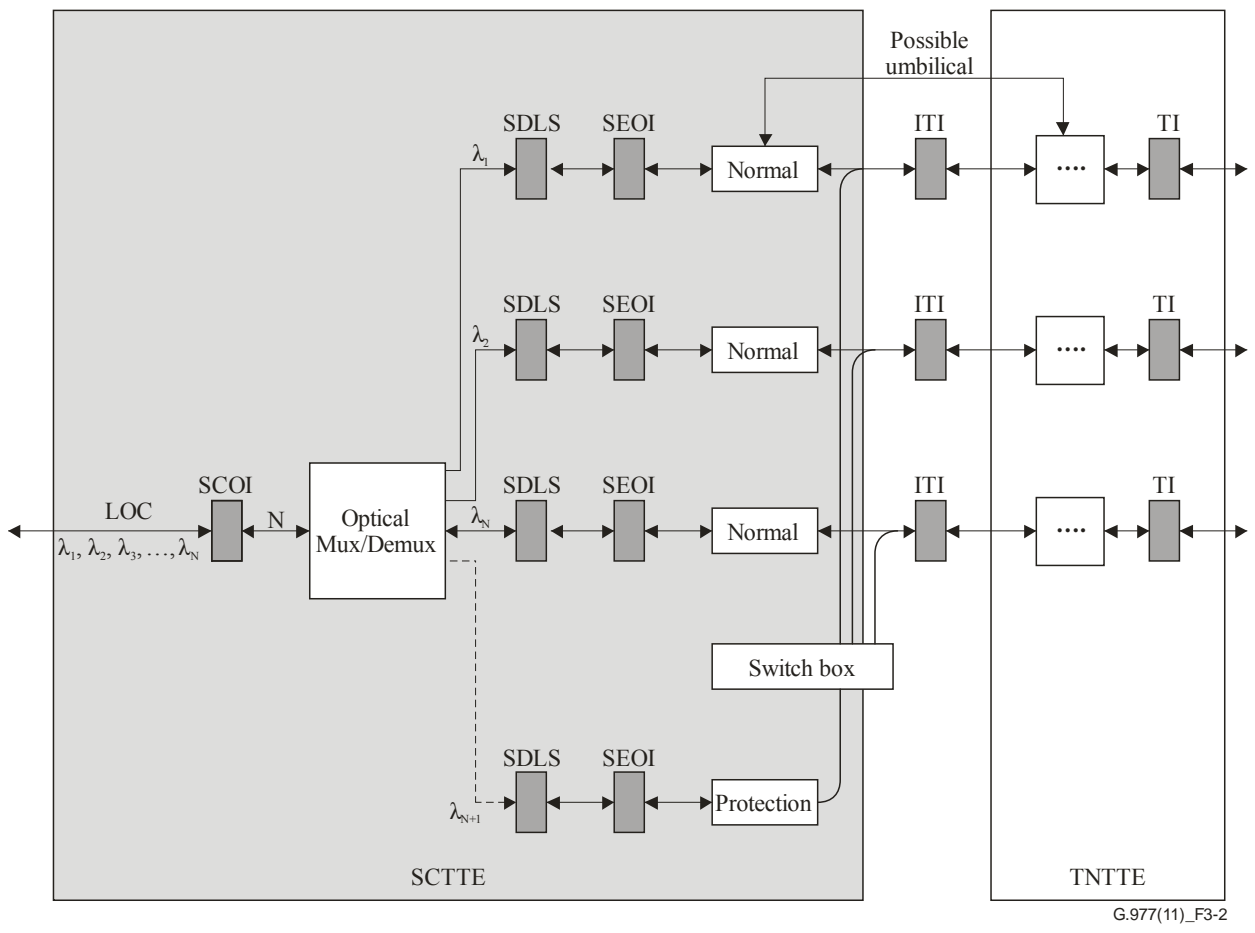 Possible
umbilical
SDLS SEOI ITI TI
λ1 Normal ....
SDLS SEOI ITI TI
λ2 Normal ....
SCOI SDLS SEOI ITI TI
LOC N Optical λN Normal ....
λ1, λ2, λ3, …, λN Mux/Demux
Switch box
SDLS SEOI
λN+1 Protection
SCTTE TNTTE
G.977(11)_F3-2